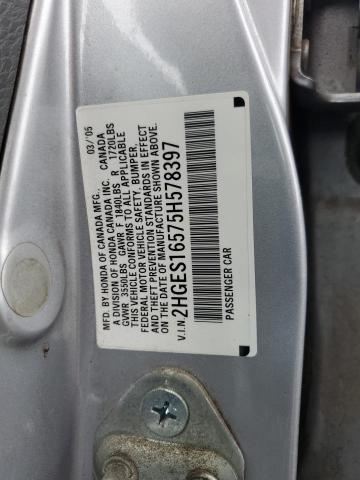 MFD. BY HONDA OF CANADA MFG., 03/'05
A DIVISION OF HONDA CANADA INC. CANADA
GVWR 3550LBS GAWR F 1840LBS R 1720LBS
THIS VEHICLE CONFORMS TO ALL APPLICABLE
FEDERAL MOTOR VEHICLE SAFETY, BUMPER,
AND THEFT PREVENTION STANDARDS IN EFFECT
ON THE DATE OF MANUFACTURE SHOWN ABOVE.
V.I.N. 2HGES16575H578397
PASSENGER CAR